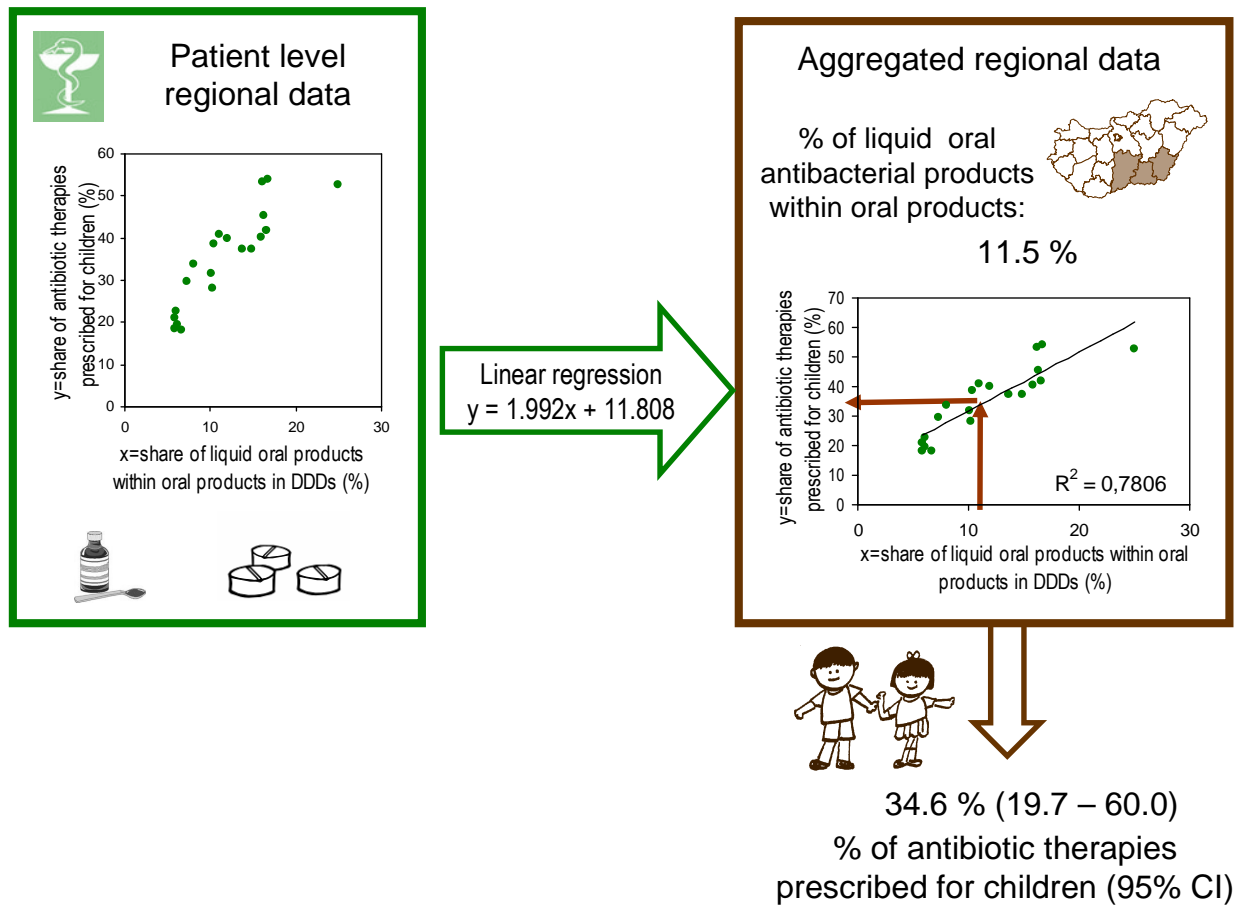 Patient level
regional data
60
50
40
30
20
10
0
0
10
20
30
y=share of antibiotic therapies
prescribed for children (%)
x=share of liquid oral products
within oral products in DDDs (%)
Linear regression
y = 1.992x + 11.808
Aggregated regional data
% of liquid oral
antibacterial products
within oral products:
11.5 %
70
60
50
40
30
20
10
0
0
10
20
30
y=share of antibiotic therapies
prescribed for children (%)
R² = 0,7806
x=share of liquid oral products within oral
products in DDDs (%)
34.6 % (19.7 – 60.0)
% of antibiotic therapies
prescribed for children (95% CI)